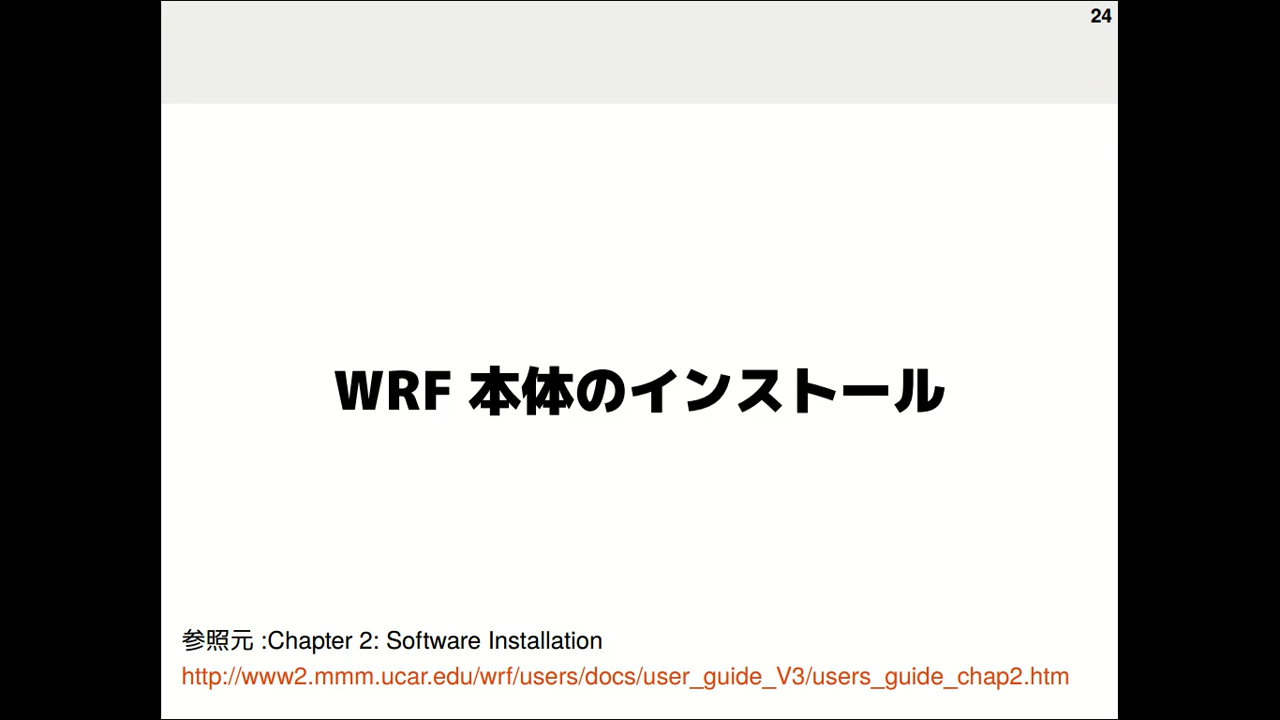 24
WRF 本体のインストール
参照元 :Chapter 2: Software Installation
http://www2.mmm.ucar.edu/wrf/users/docs/user_guide_V3/users_guide_chap2.htm